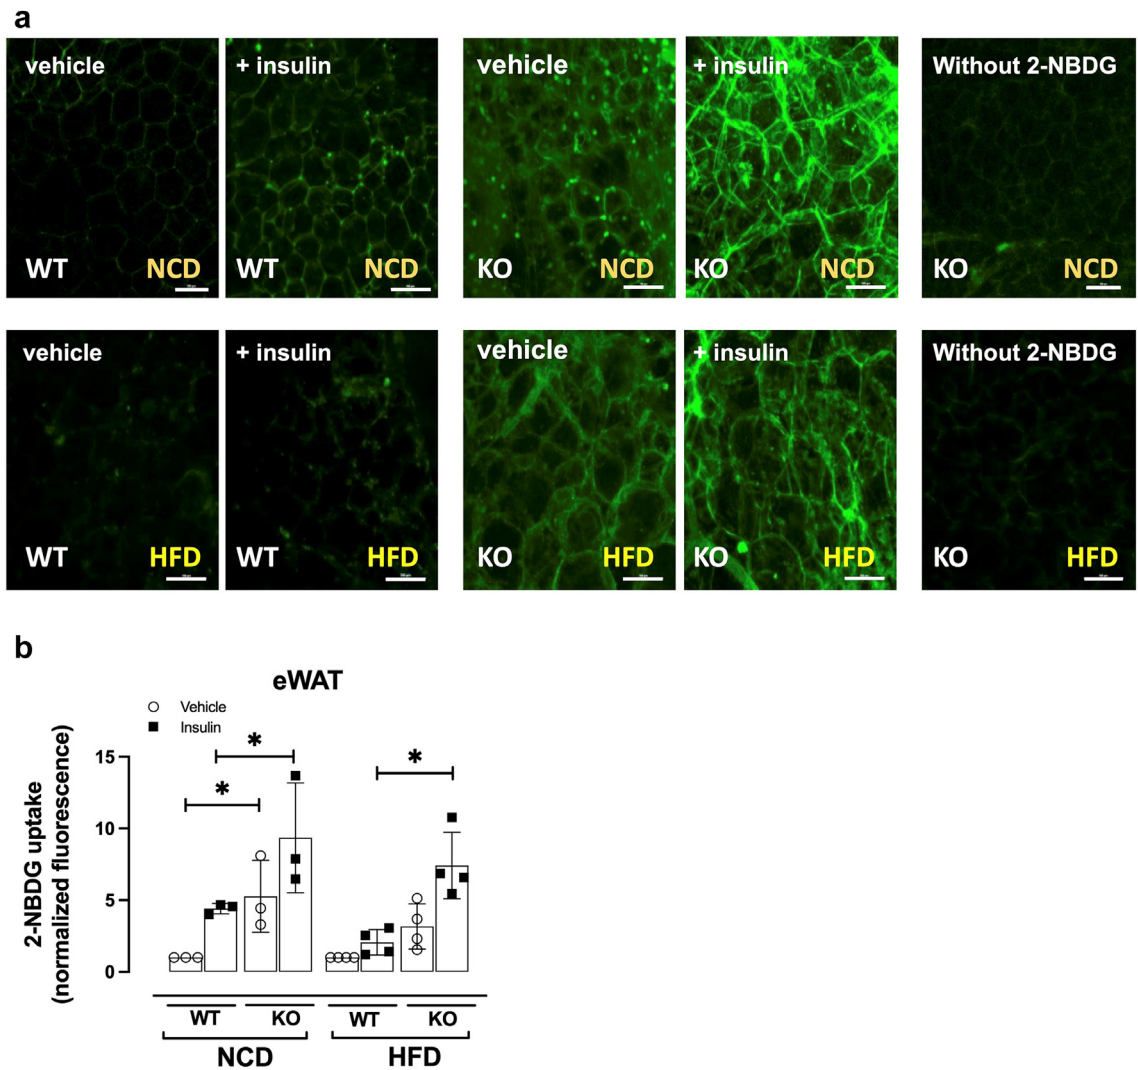 a
vehicle
+ insulin
vehicle
+ insulin
Without 2-NBDG
WT NCD
WT NCD
KO NCD
KO NCD
KO NCD
vehicle
+ insulin
vehicle
+ insulin
Without 2-NBDG
WT HFD
WT HFD
KO HFD
KO HFD
KO HFD
b
eWAT
Vehicle
Insulin
*
*
*
2-NBDG uptake
(normalized fluorescence)
15
10
5
0
WT KO WT KO
NCD HFD